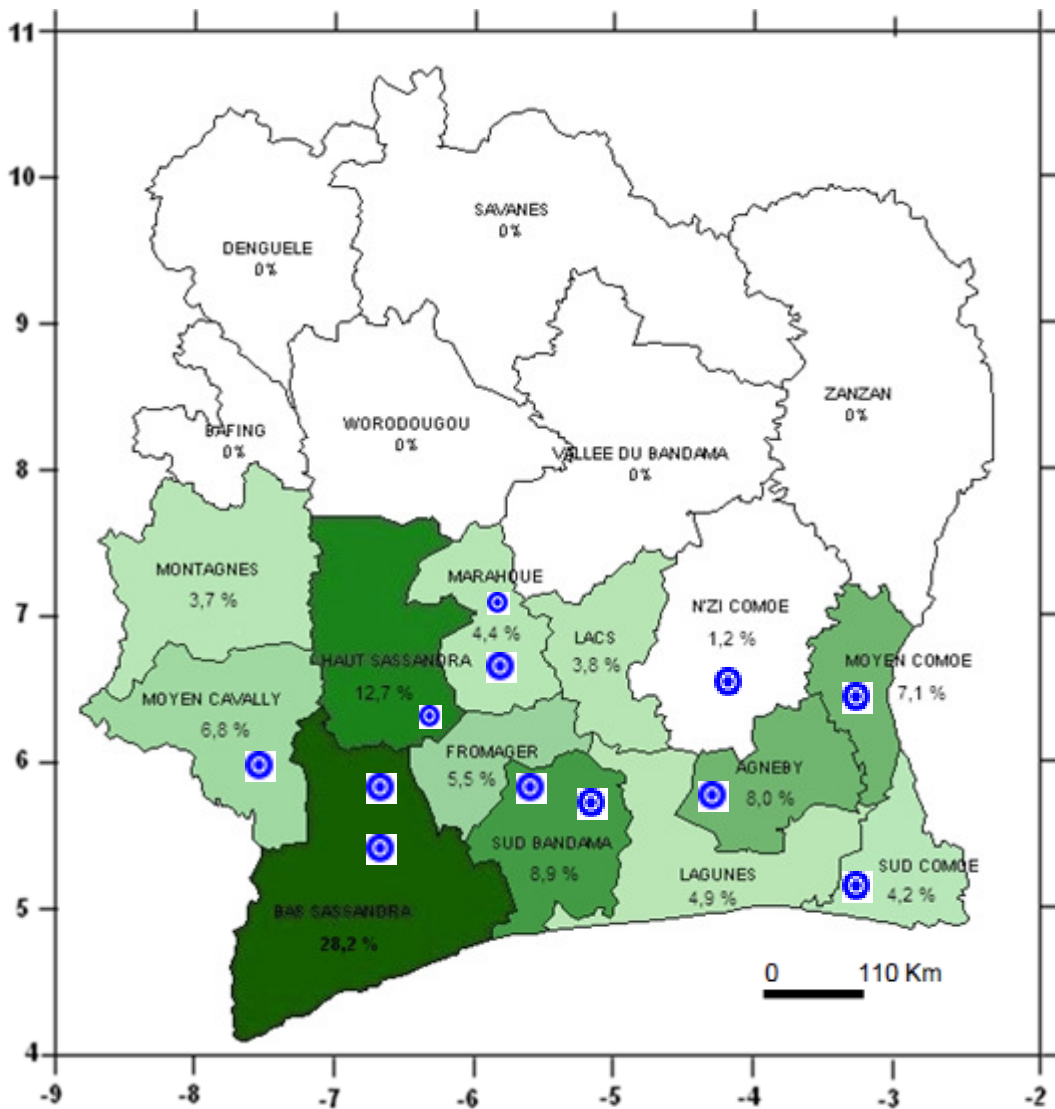 11
10
9
8
7
6
5
4
SAVANES
0%
DENGUELE
0%
ZANZAN
0%
WORODOUGOU
0%
BAFING
0%
VALLEE DU BANDAMA
0%
MONTAGNES
3,7 %
MARAHOUE
4,4 %
N'ZI COMOE
1,2 %
LACS
3,8 %
HAUT SASSANDRA
12,7 %
MOYEN COMOE
7,1 %
MOYEN CAVALLY
6,8 %
FROMAGER
5,5 %
AGNEBY
8,0 %
SUD BANDAMA
8,9 %
LAGUNES
4,9 %
SUD COMOE
4,2 %
BAS SASSANDRA
28,2 %
0 110 Km
-9 -8 -7 -6 -5 -4 -3 -2